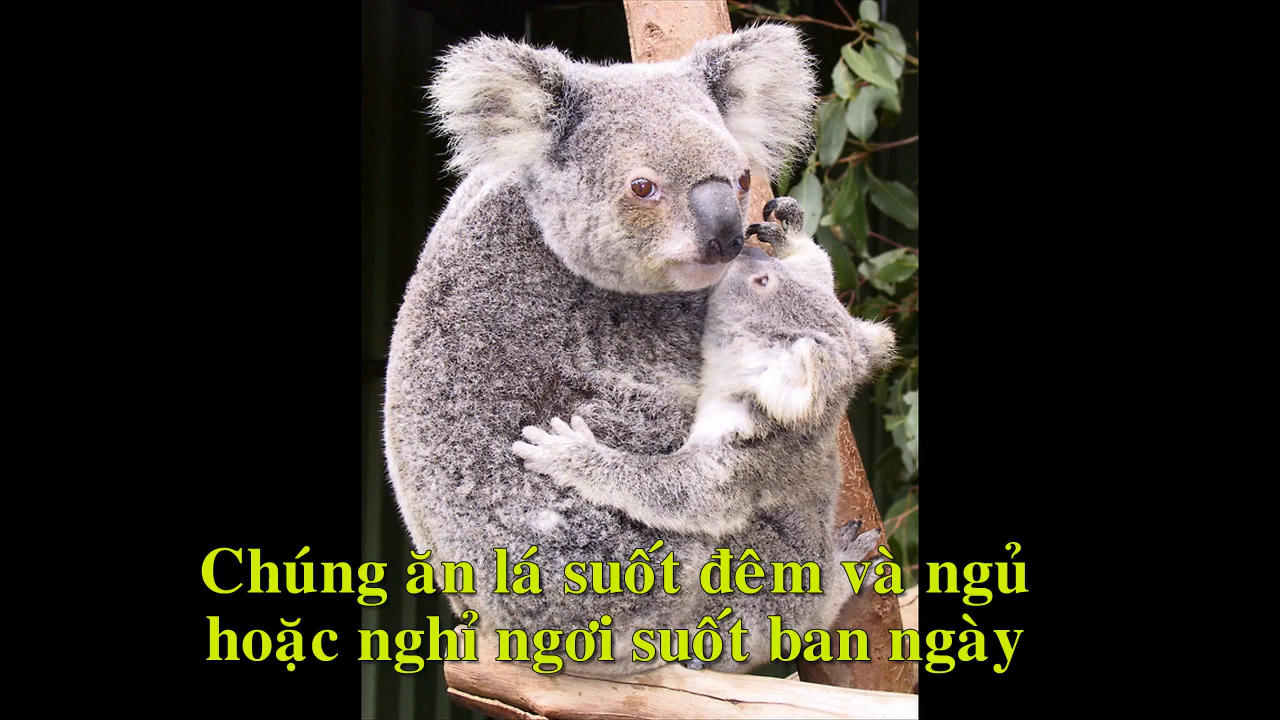 Chúng ăn lá suốt đêm và ngủ
hoặc nghỉ ngơi suốt ban ngày